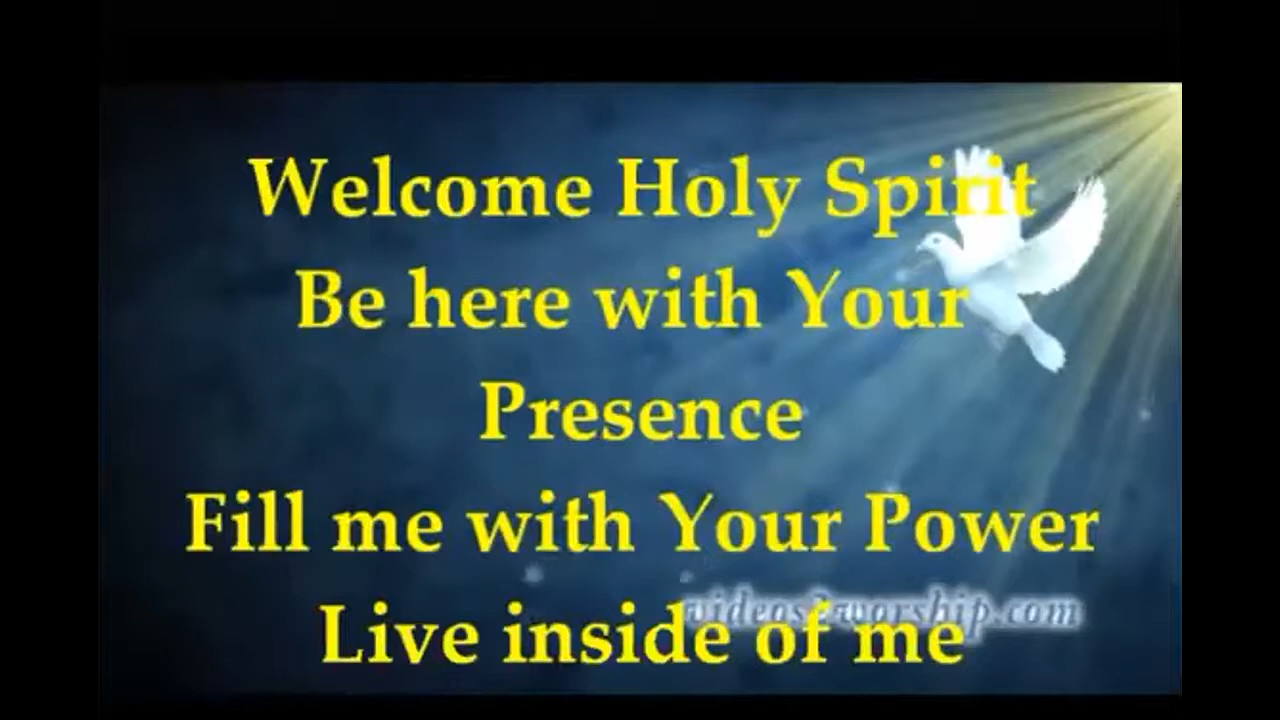 Welcome Holy Spirit
Be here with Your
Presence
Fill me with Your Power
videos2worship.com
Live inside of me